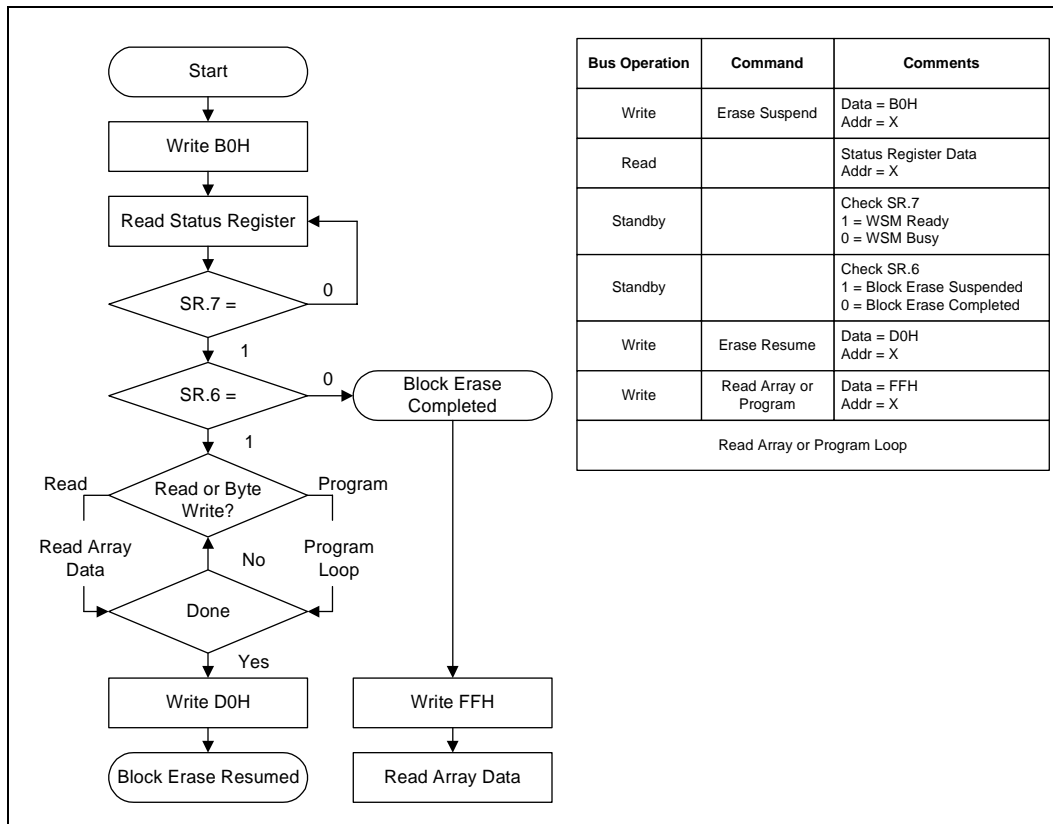 Start
Write B0H
Read Status Register
SR.7 =
0
1
SR.6 =
0
Block Erase
Completed
1
Read
Read or Byte
Write?
Program
Read Array
Data
No
Program
Loop
Done
Yes
Write D0H
Write FFH
Block Erase Resumed
Read Array Data
Bus Operation Command Comments
Write Erase Suspend Data = B0H
Addr = X
Read Status Register Data
Addr = X
Standby Check SR.7
1 = WSM Ready
0 = WSM Busy
Standby Check SR.6
1 = Block Erase Suspended
0 = Block Erase Completed
Write Erase Resume Data = D0H
Addr = X
Write Read Array or
Program Data = FFH
Addr = X
Read Array or Program Loop